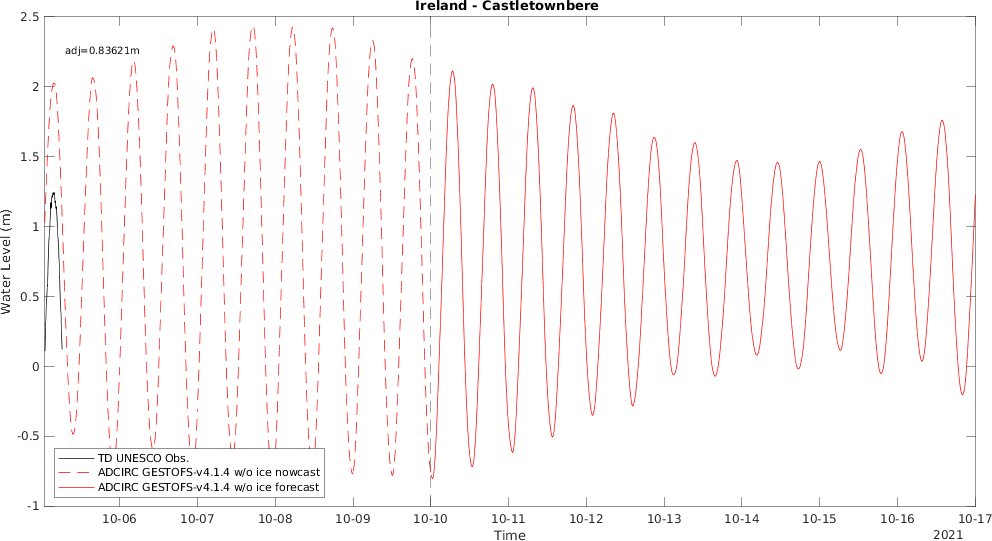 Ireland - Castletownbere
2.5
adj=0.83621m
2
1.5
1
0.5
0
-0.5
-1
Water Level (m)
TD UNESCO Obs.
ADCIRC GESTOFS-v4.1.4 w/o ice nowcast
ADCIRC GESTOFS-v4.1.4 w/o ice forecast
10-06 10-07 10-08 10-09 10-10 10-11 10-12 10-13 10-14 10-15 10-16 10-17
Time
2021